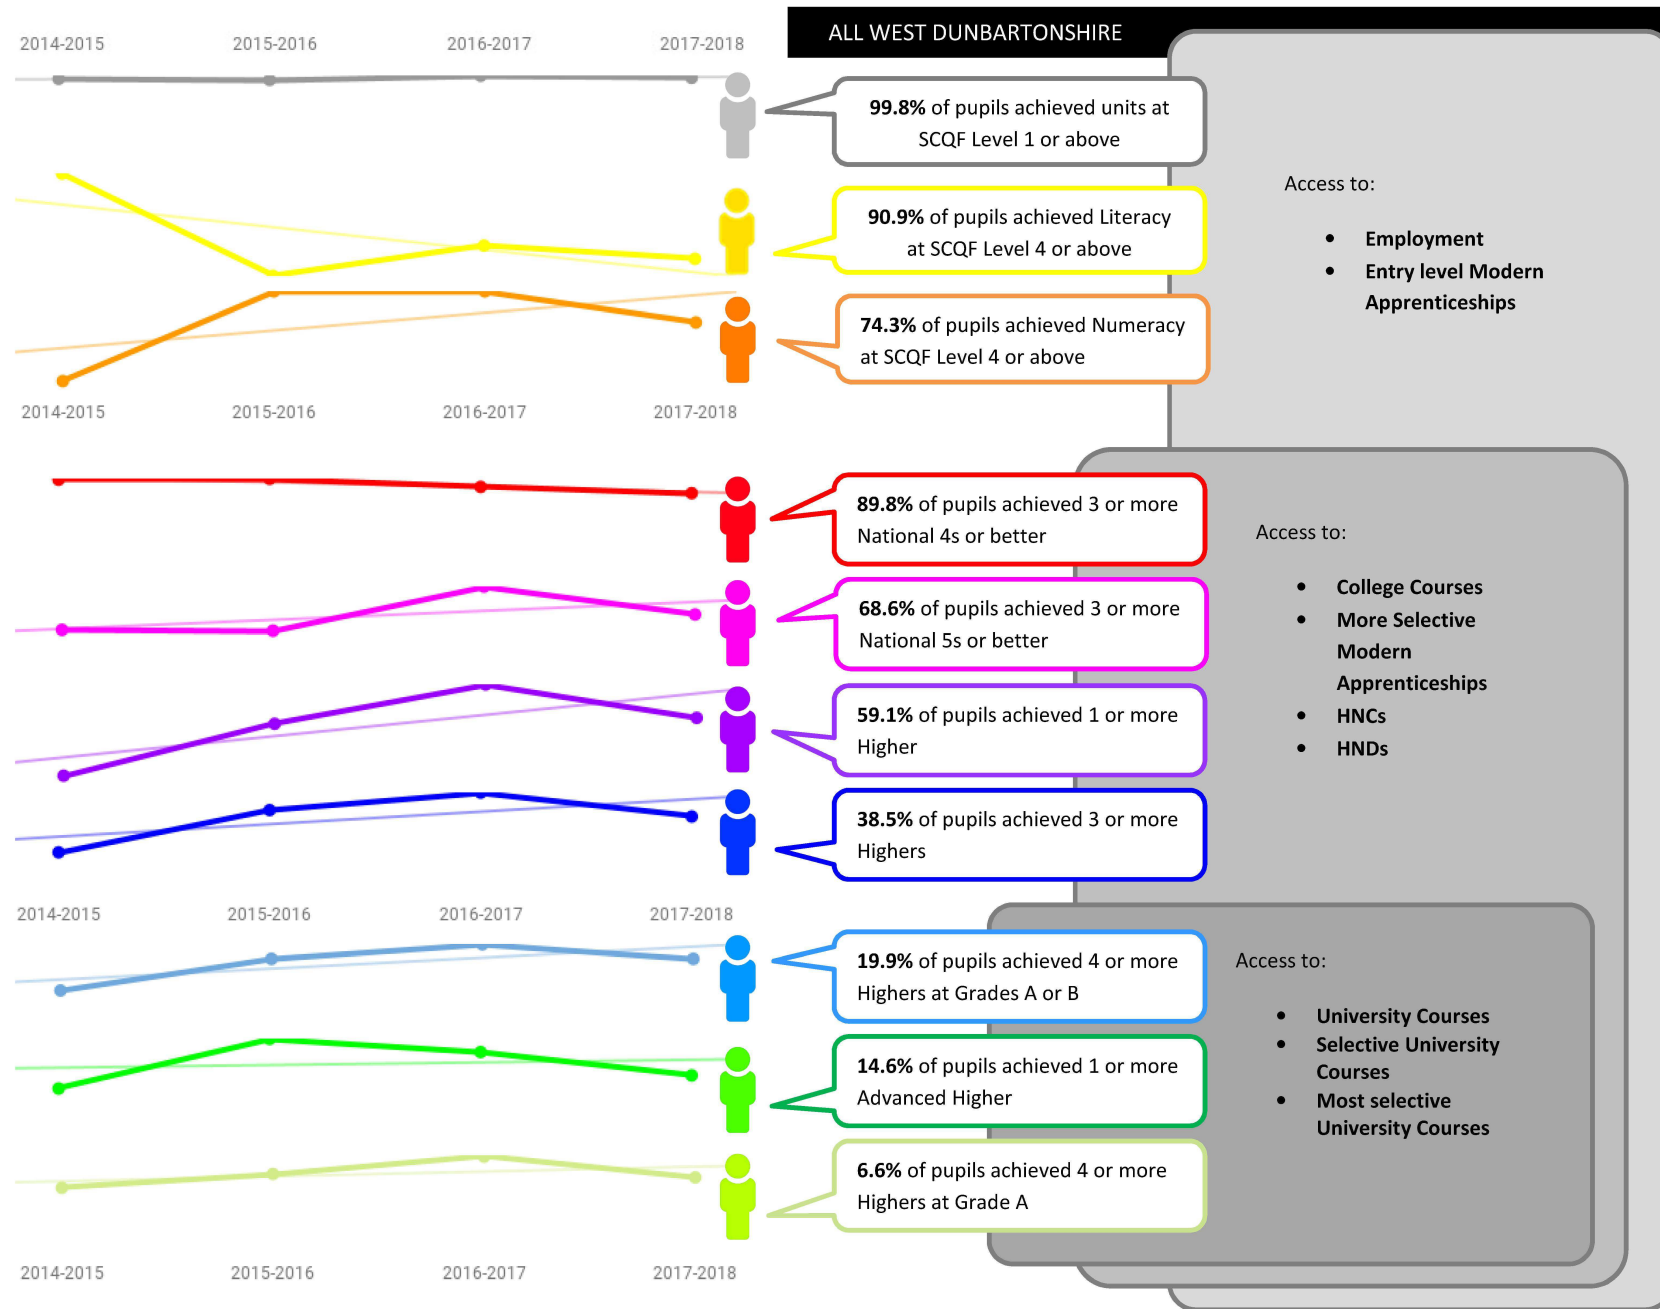 ALL WEST DUNBARTONSHIRE
2014-2015 2015-2016 2016-2017 2017-2018
99.8% of pupils achieved units at
SCQF Level 1 or above
90.9% of pupils achieved Literacy
at SCQF Level 4 or above
74.3% of pupils achieved Numeracy
at SCQF Level 4 or above
Access to:
• Employment
• Entry level Modern
Apprenticeships
2014-2015 2015-2016 2016-2017 2017-2018
89.8% of pupils achieved 3 or more
National 4s or better
68.6% of pupils achieved 3 or more
National 5s or better
59.1% of pupils achieved 1 or more
Higher
38.5% of pupils achieved 3 or more
Highers
Access to:
• College Courses
• More Selective
Modern
Apprenticeships
• HNCs
• HNDs
2014-2015 2015-2016 2016-2017 2017-2018
19.9% of pupils achieved 4 or more
Highers at Grades A or B
14.6% of pupils achieved 1 or more
Advanced Higher
6.6% of pupils achieved 4 or more
Highers at Grade A
Access to:
• University Courses
• Selective University
Courses
• Most selective
University Courses
2014-2015 2015-2016 2016-2017 2017-2018